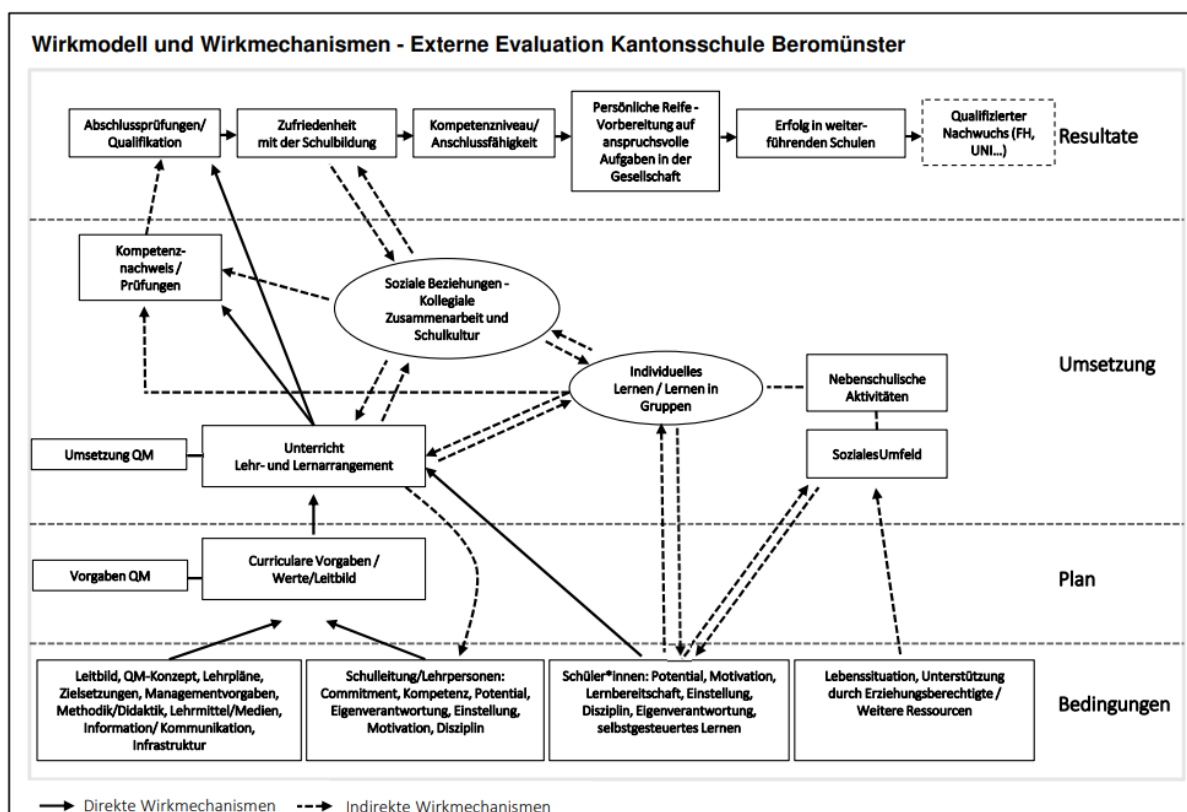 Wirkmodell und Wirkmechanismen - Externe Evaluation Kantonsschule Beromünster
Abschlussprüfungen/
Qualifikation
Zufriedenheit
mit der Schulbildung
Kompetenzniveau/
Anschlussfähigkeit
Persönliche Reife -
Vorbereitung auf
anspruchsvolle
Aufgaben in der
Gesellschaft
Erfolg in weiter-
führenden Schulen
Qualifizierter
Nachwuchs (FH,
UNI...)
Resultate
Kompetenz-
nachweis /
Prüfungen
Soziale Beziehungen -
Kollegiale
Zusammenarbeit und
Schulkultur
Individuelles
Lernen / Lernen in
Gruppen
Nebenschulische
Aktivitäten
Umsetzung
Umsetzung QM
Unterricht
Lehr- und Lernarrangement
SozialesUmfeld
Vorgaben QM
Curriculare Vorgaben /
Werte/Leitbild
Plan
Leitbild, QM-Konzept, Lehrpläne,
Zielsetzungen, Managementvorgaben,
Methodik/Didaktik, Lehrmittel/Medien,
Information/ Kommunikation,
Infrastruktur
Schulleitung/Lehrpersonen:
Commitment, Kompetenz, Potential,
Eigenverantwortung, Einstellung,
Motivation, Disziplin
Schüler*innen: Potential, Motivation,
Lernbereitschaft, Einstellung,
Disziplin, Eigenverantwortung,
selbstgesteuertes Lernen
Lebenssituation, Unterstützung
durch Erziehungsberechtigte /
Weitere Ressourcen
Bedingungen
Direkte Wirkmechanismen
Indirekte Wirkmechanismen